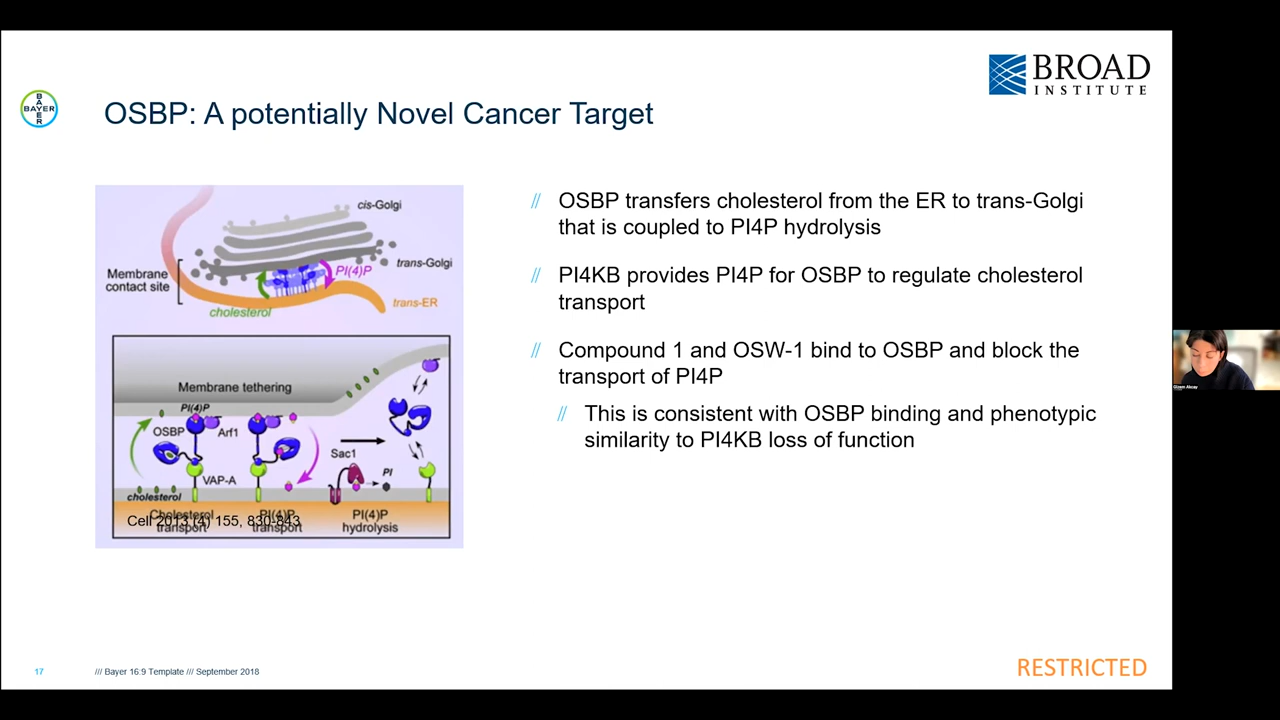 BROAD
INSTITUTE
BAYER
BAYER
OSBP: A potentially Novel Cancer Target
cis-Golgi
PI(4)P
trans-Golgi
Membrane
contact site
trans-ER
cholesterol
Membrane tethering
PI(4)P
OSBP
Arf1
Sac1
PI
VAP-A
cholesterol
Cholesterol
transport
PI(4)P
transport
PI(4)P
hydrolysis
Cell 2013 (4) 155, 830-843
// OSBP transfers cholesterol from the ER to trans-Golgi
that is coupled to PI4P hydrolysis
// PI4KB provides PI4P for OSBP to regulate cholesterol
transport
// Compound 1 and OSW-1 bind to OSBP and block the
transport of PI4P
// This is consistent with OSBP binding and phenotypic
similarity to PI4KB loss of function
17
/// Bayer 16:9 Template /// September 2018
RESTRICTED
Gizem Akcay